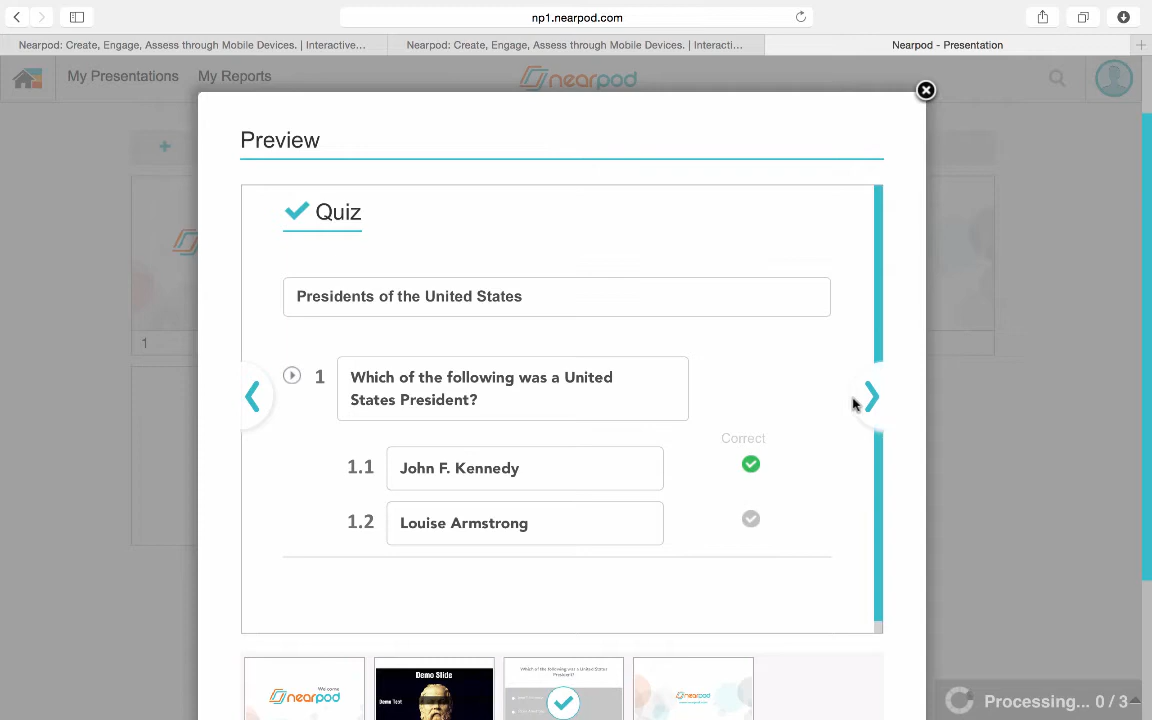 np1.nearpod.com
Nearpod: Create, Engage, Assess through Mobile Devices. | Interactive...
Nearpod: Create, Engage, Assess through Mobile Devices. | Interacti...
Nearpod - Presentation
My Presentations
My Reports
nearpod
Preview
Quiz
Presidents of the United States
1
1
Which of the following was a United
States President?
Correct
1.1
John F. Kennedy
1.2
Louise Armstrong
Welcome
nearpod
Demo Slide
Demo Text
Which of the following was a United States
President?
nearpod
Processing... 0 / 3